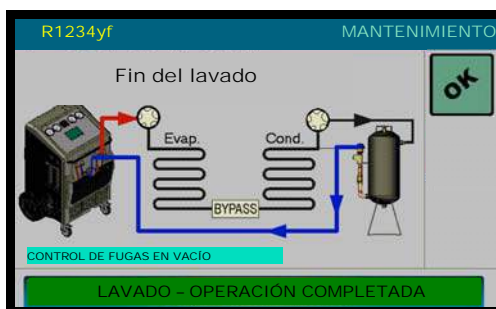 R1234yf
MANTENIMIENTO
Fin del lavado
OK
Evap.
Cond.
BYPASS
CONTROL DE FUGAS EN VACÍO
LAVADO – OPERACIÓN COMPLETADA